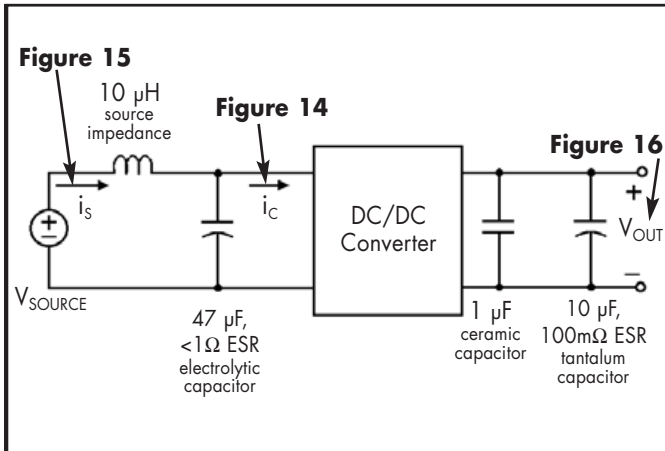 Figure 15
10 µH
source
impedance
Figure 14
Figure 16
i_S
i_C
DC/DC
Converter
+
V_OUT
–
+
–
V_SOURCE
47 µF,
<1Ω ESR
electrolytic
capacitor
1 µF
ceramic
capacitor
10 µF,
100mΩ ESR
tantalum
capacitor